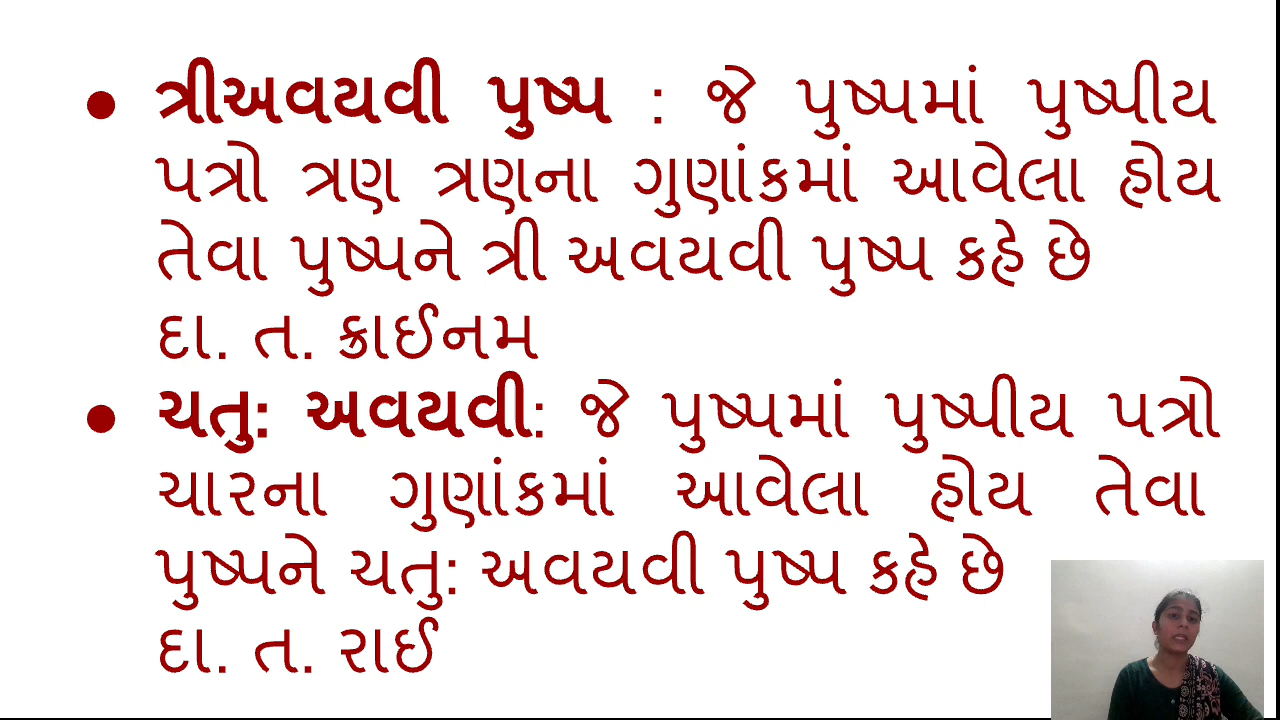 ● ત્રીઅવયવી પુષ્પ : જે પુષ્પમાં પુષ્પીય
પત્રો ત્રણ ત્રણના ગુણાંકમાં આવેલા હોય
તેવા પુષ્પને ત્રી અવયવી પુષ્પ કહે છે
દા. ત. ક્રાઈનમ
● ચતુ: અવયવી: જે પુષ્પમાં પુષ્પીય પત્રો
ચારના ગુણાંકમાં આવેલા હોય તેવા
પુષ્પને ચતુ: અવયવી પુષ્પ કહે છે
દા. ત. રાઈ